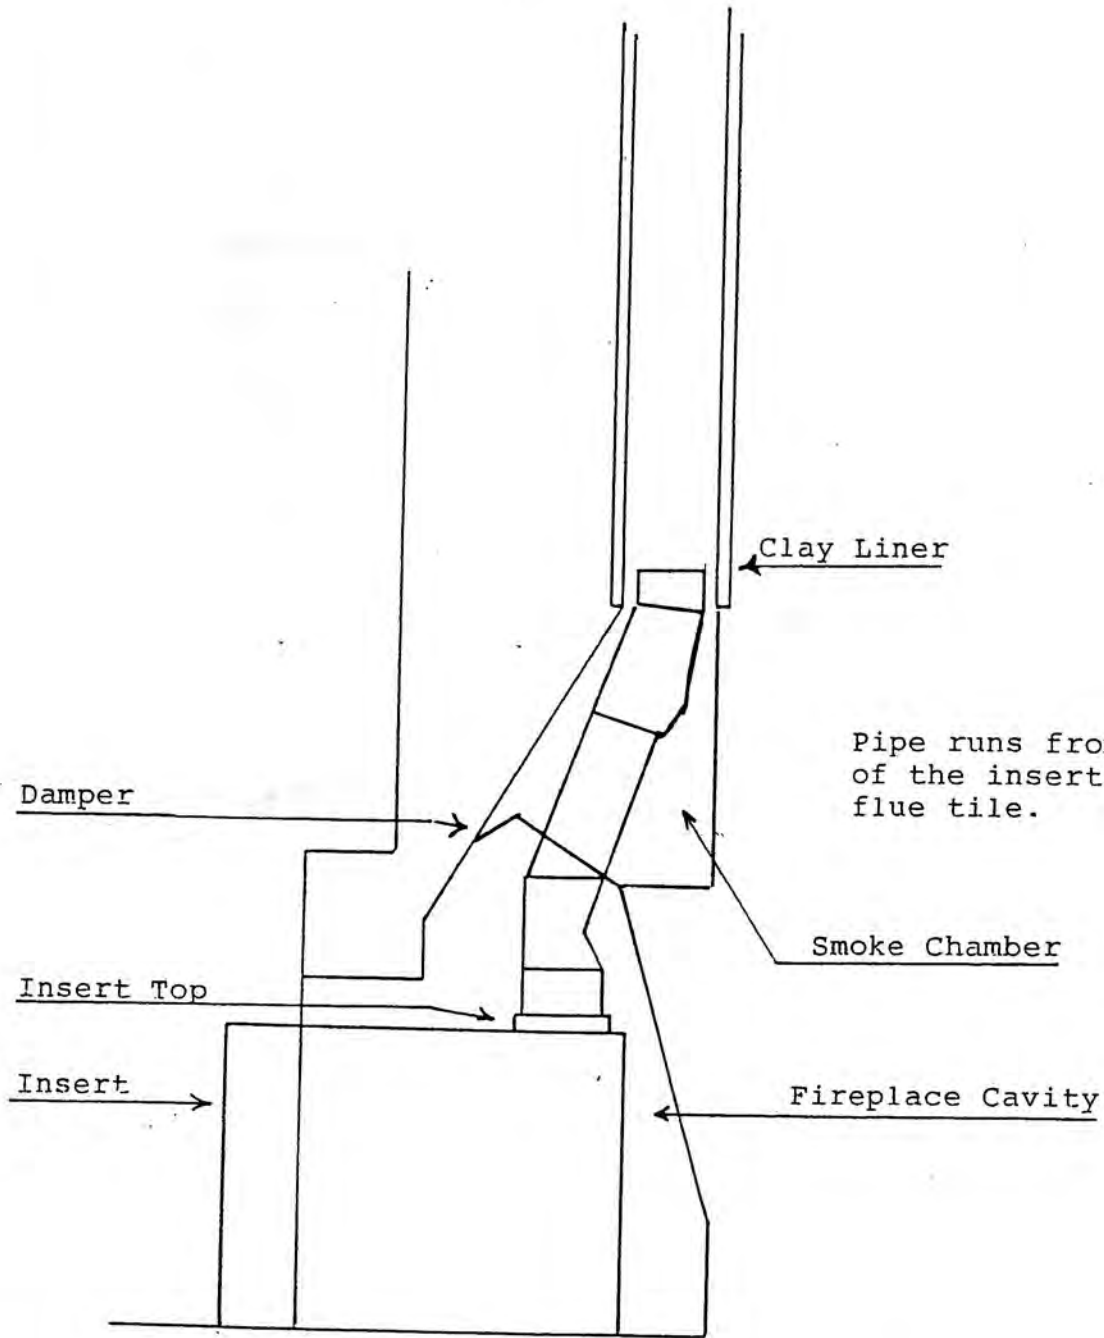 Clay Liner
Pipe runs fro
of the insert
flue tile.
Damper
Smoke Chamber
Insert Top
Insert
Fireplace Cavity